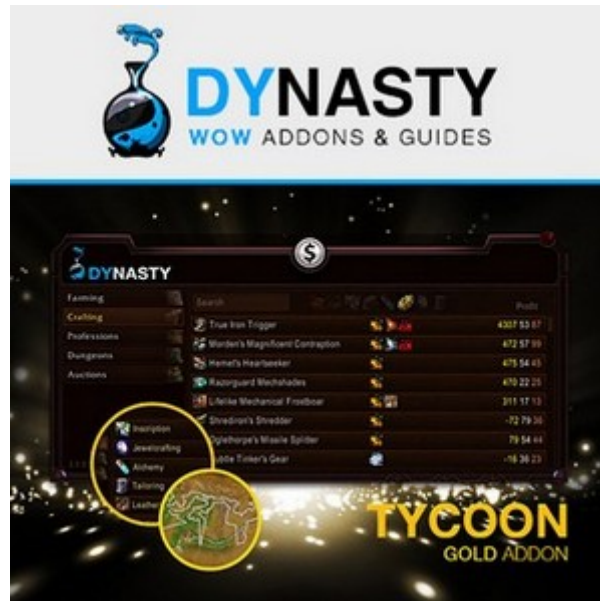 DYNASTY
WOW ADDONS & GUIDES
$
DYNASTY
Farming
Crafting
Professions
Dungeons
Auctions
Search
Profit
True Iron Trigger
4307 53 87
Morden's Magnificent Contraption
472 57 99
Hemet's Heartseeker
475 54 45
Razorguard Mechshades
470 22 25
Lifelike Mechanical Frostboar
311 17 13
Shrediron's Shredder
-72 79 36
Oglethorpe's Missile Splitter
79 54 44
Tinker's Gear
-16 36 23
Inscription
Jewelcrafting
Alchemy
Tailoring
TYCOON
GOLD ADDON